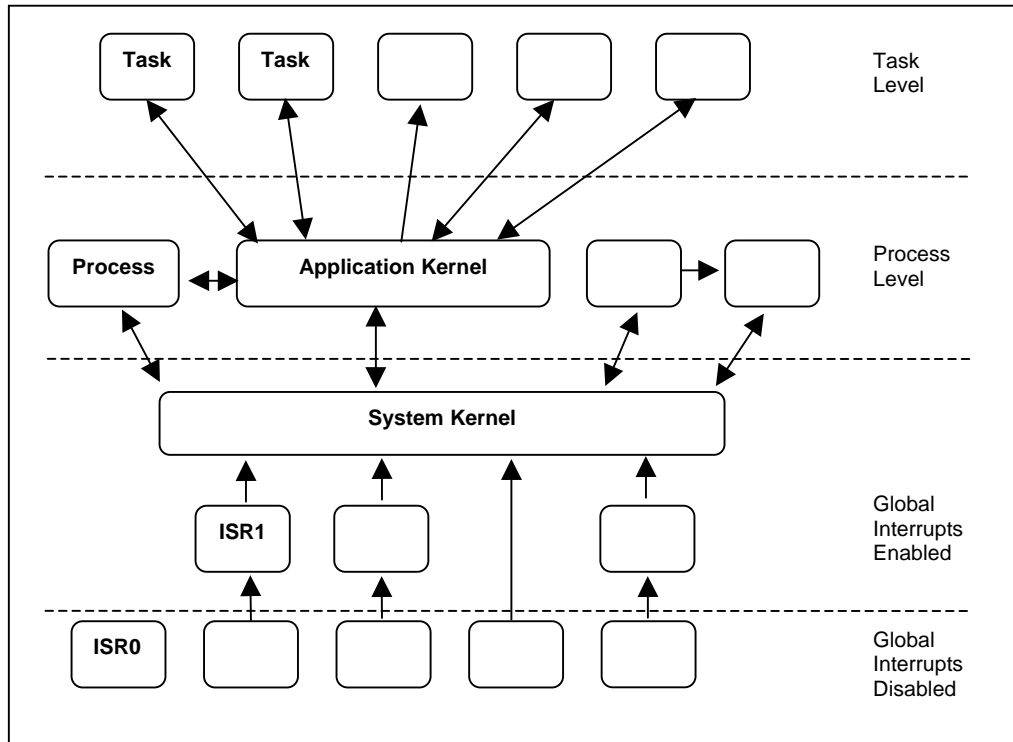 Task
Task
Task
Level
Process
Application Kernel
Process
Level
System Kernel
ISR1
Global
Interrupts
Enabled
ISR0
Global
Interrupts
Disabled